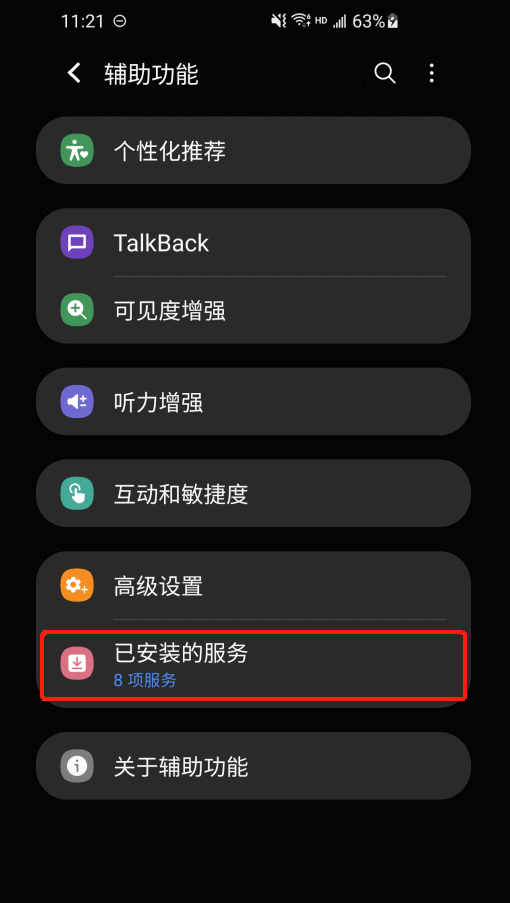 11:21 HD 63%
辅助功能
个性化推荐
TalkBack
可见度增强
听力增强
互动和敏捷度
高级设置
已安装的服务
8 项服务
关于辅助功能